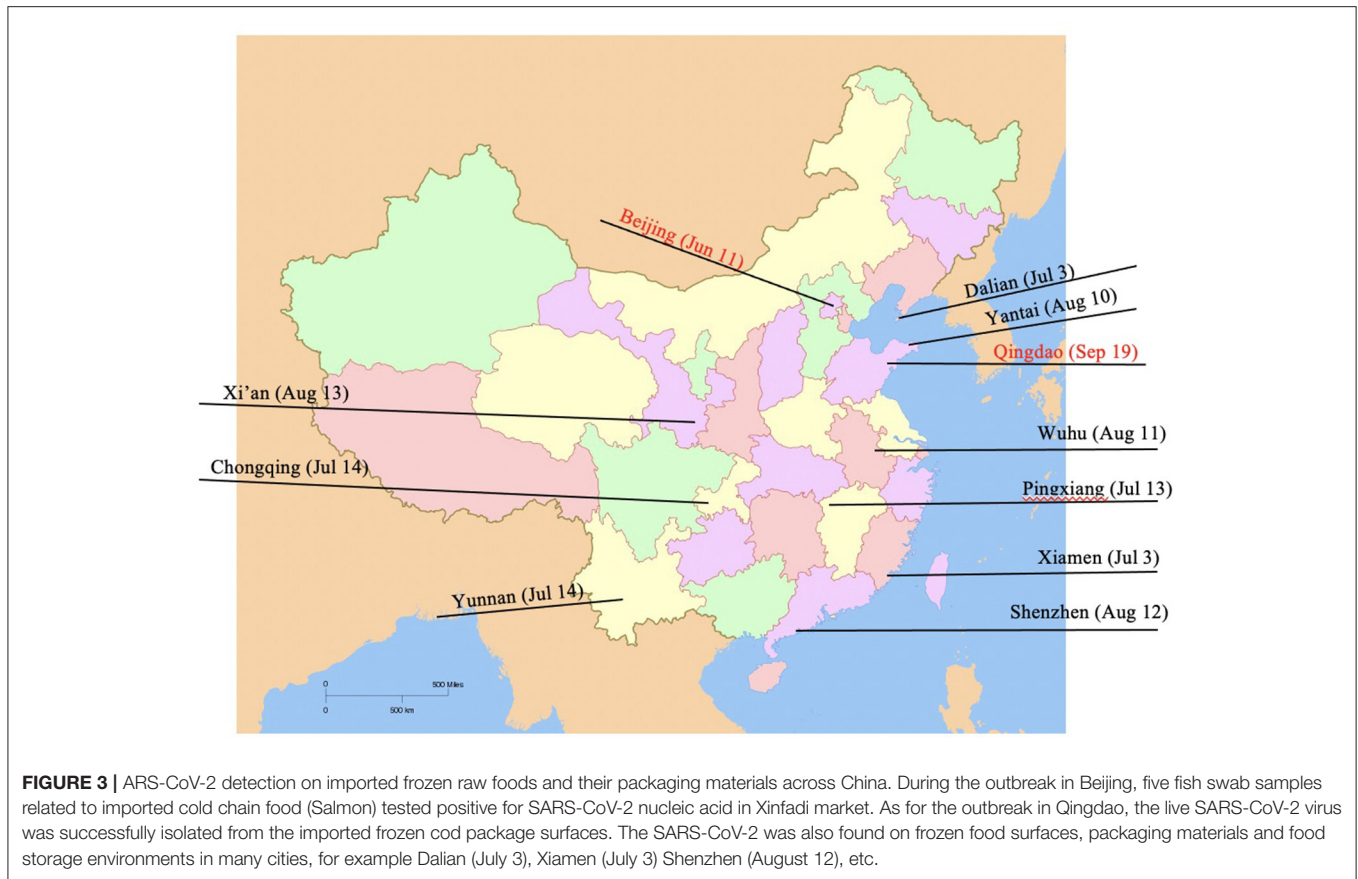 Beijing (Jun 11)
Dalian (Jul 3)
Yantai (Aug 10)
Qingdao (Sep 19)
Xi’an (Aug 13)
Wuhu (Aug 11)
Chongqing (Jul 14)
Pingxiang (Jul 13)
Xiamen (Jul 3)
Yunnan (Jul 14)
Shenzhen (Aug 12)
0 500 Miles
0 500 km
FIGURE 3 | ARS-CoV-2 detection on imported frozen raw foods and their packaging materials across China. During the outbreak in Beijing, five fish swab samples
related to imported cold chain food (Salmon) tested positive for SARS-CoV-2 nucleic acid in Xinfadi market. As for the outbreak in Qingdao, the live SARS-CoV-2 virus
was successfully isolated from the imported frozen cod package surfaces. The SARS-CoV-2 was also found on frozen food surfaces, packaging materials and food
storage environments in many cities, for example Dalian (July 3), Xiamen (July 3) Shenzhen (August 12), etc.